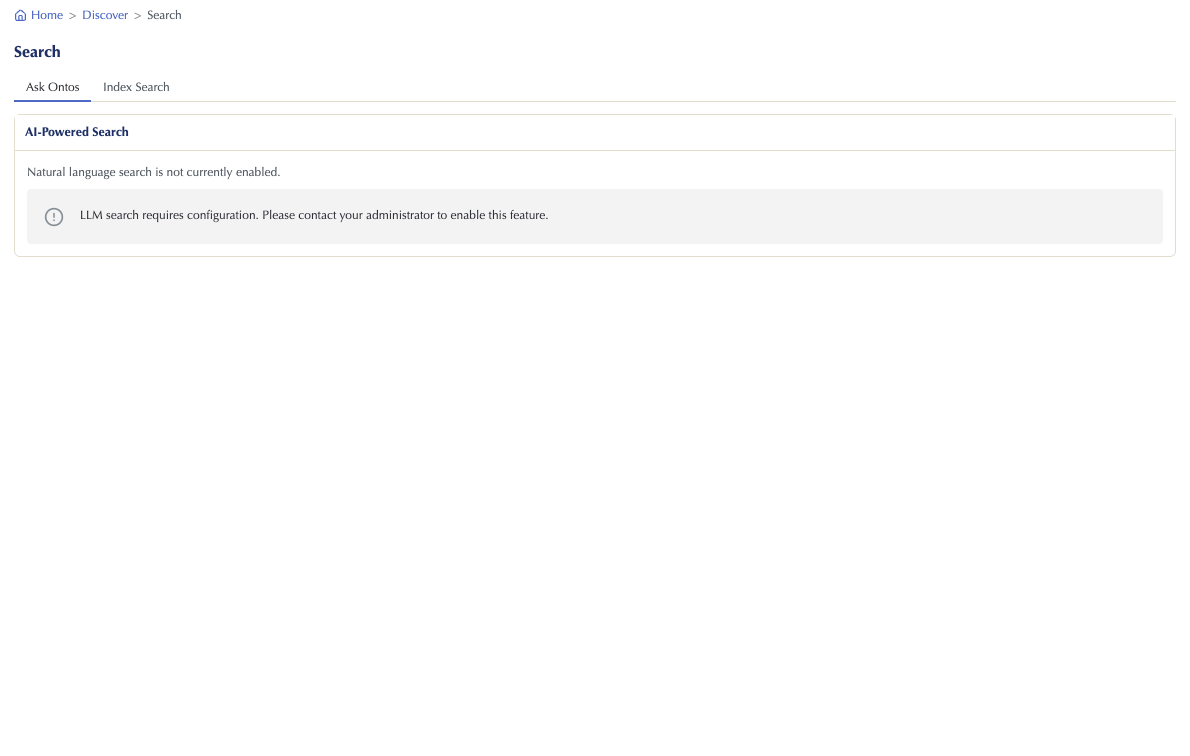 Home > Discover > Search
Search
Ask Ontos Index Search
AI-Powered Search
Natural language search is not currently enabled.
LLM search requires configuration. Please contact your administrator to enable this feature.